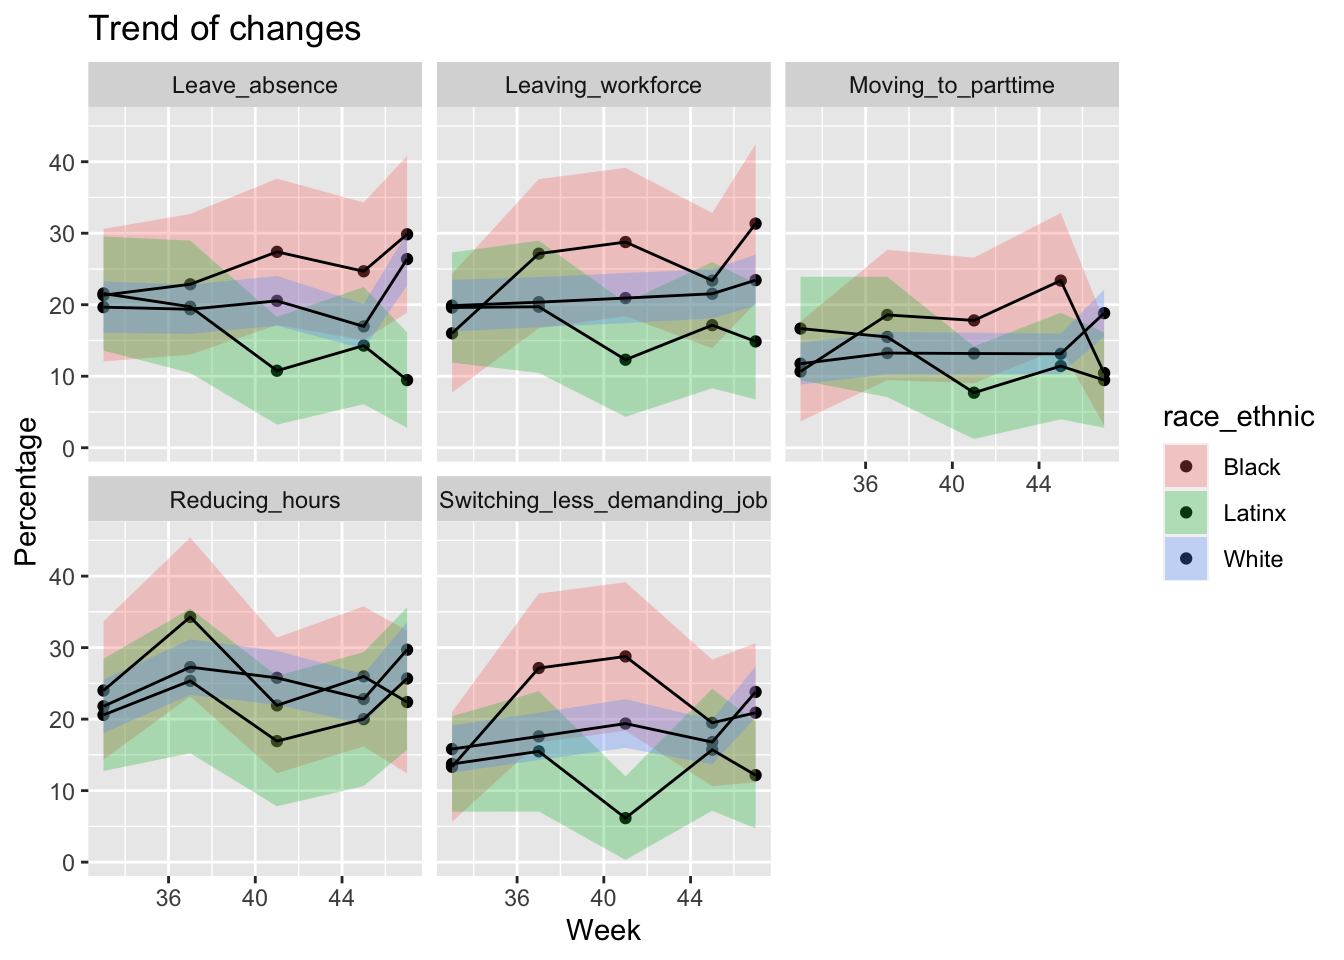 Trend of changes
Leave_absence
Leaving_workforce
Moving_to_parttime
40
30
20
10
0
36
40
44
Reducing_hours
Switching_less_demanding_job
40
30
20
10
0
36
40
44
36
40
44
Percentage
Week
race_ethnic
Black
Latinx
White